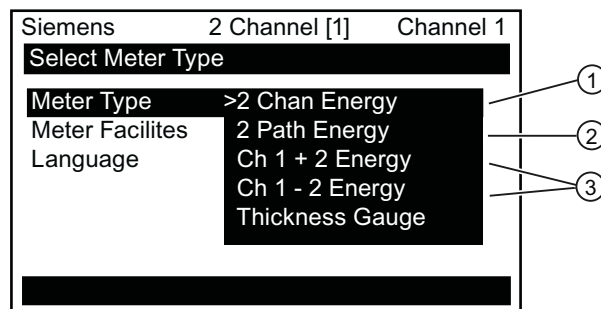 Siemens 2 Channel [1] Channel 1
Select Meter Type
Meter Type >2 Chan Energy 1
Meter Facilites 2 Path Energy 2
Language Ch 1 + 2 Energy
Ch 1 - 2 Energy 3
Thickness Gauge